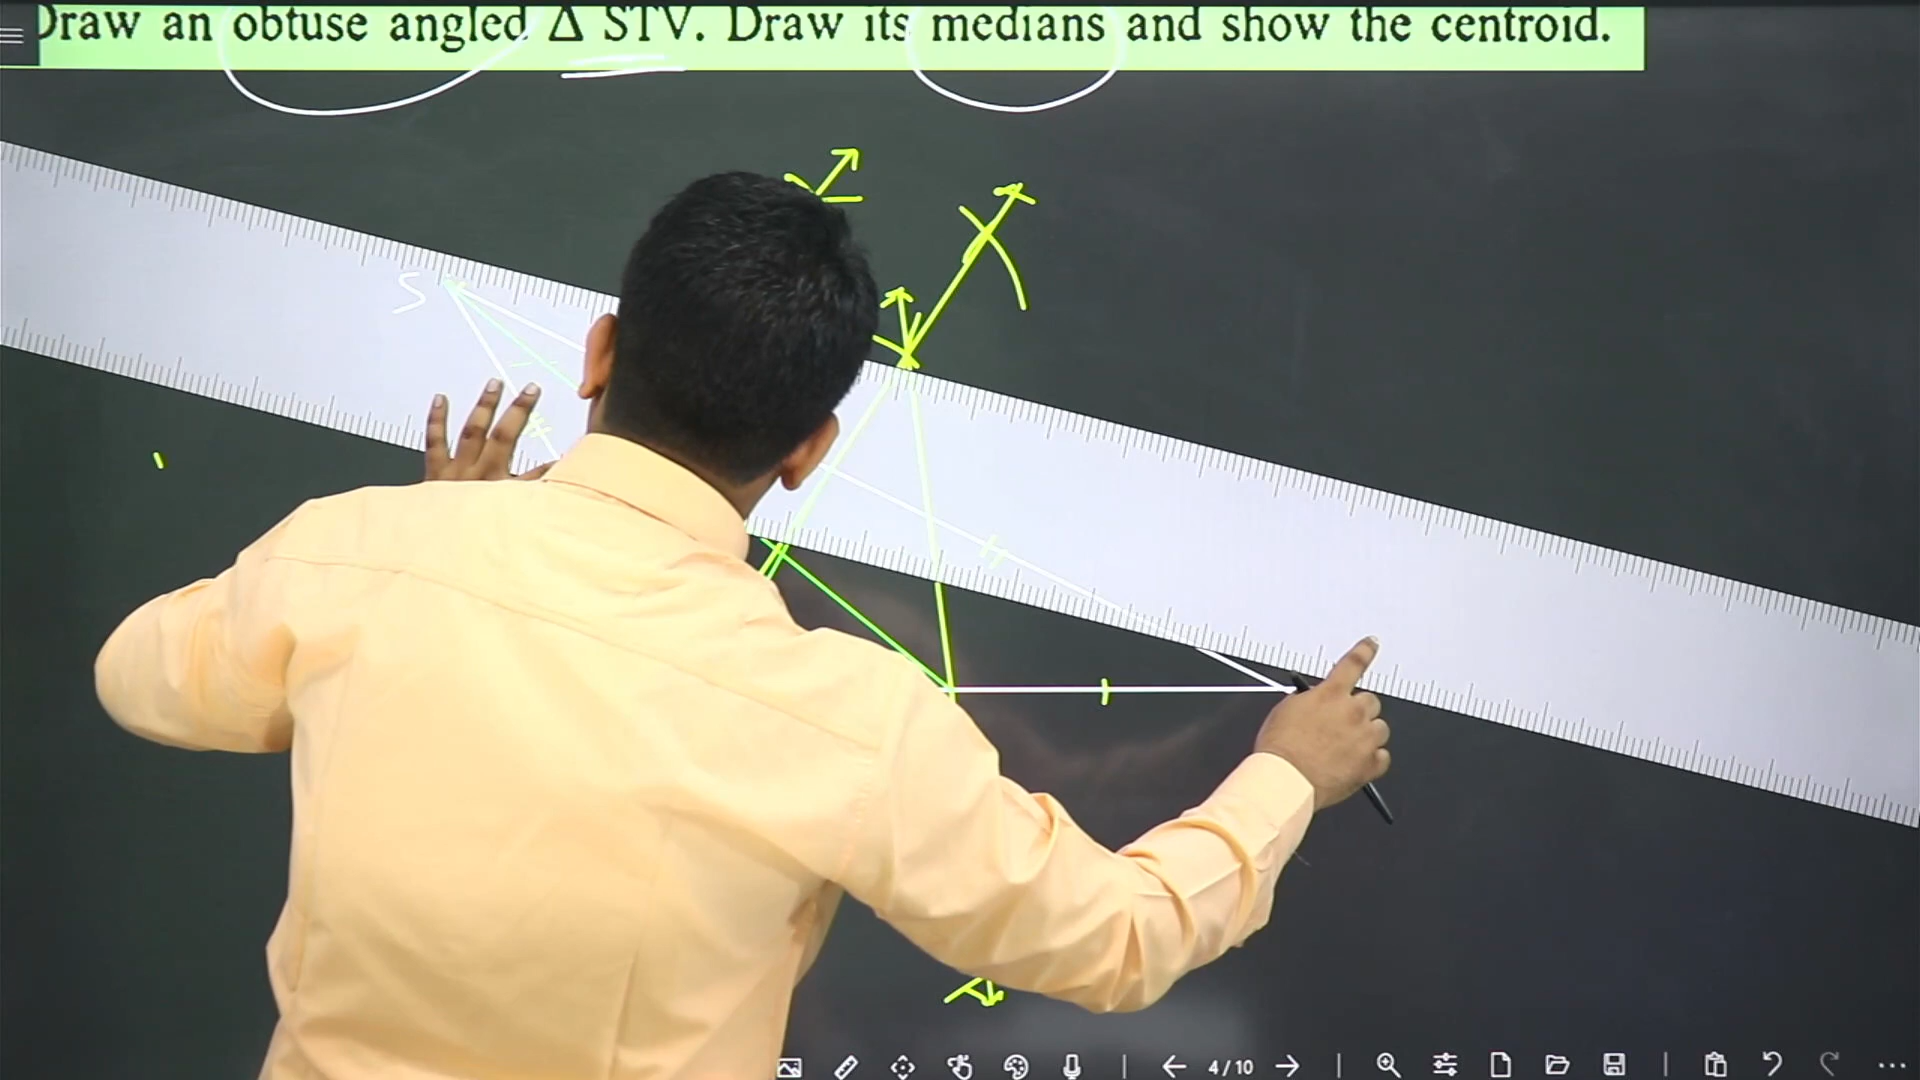 Draw an obtuse angled Δ STV. Draw its medians and show the centroid.
S
4/10